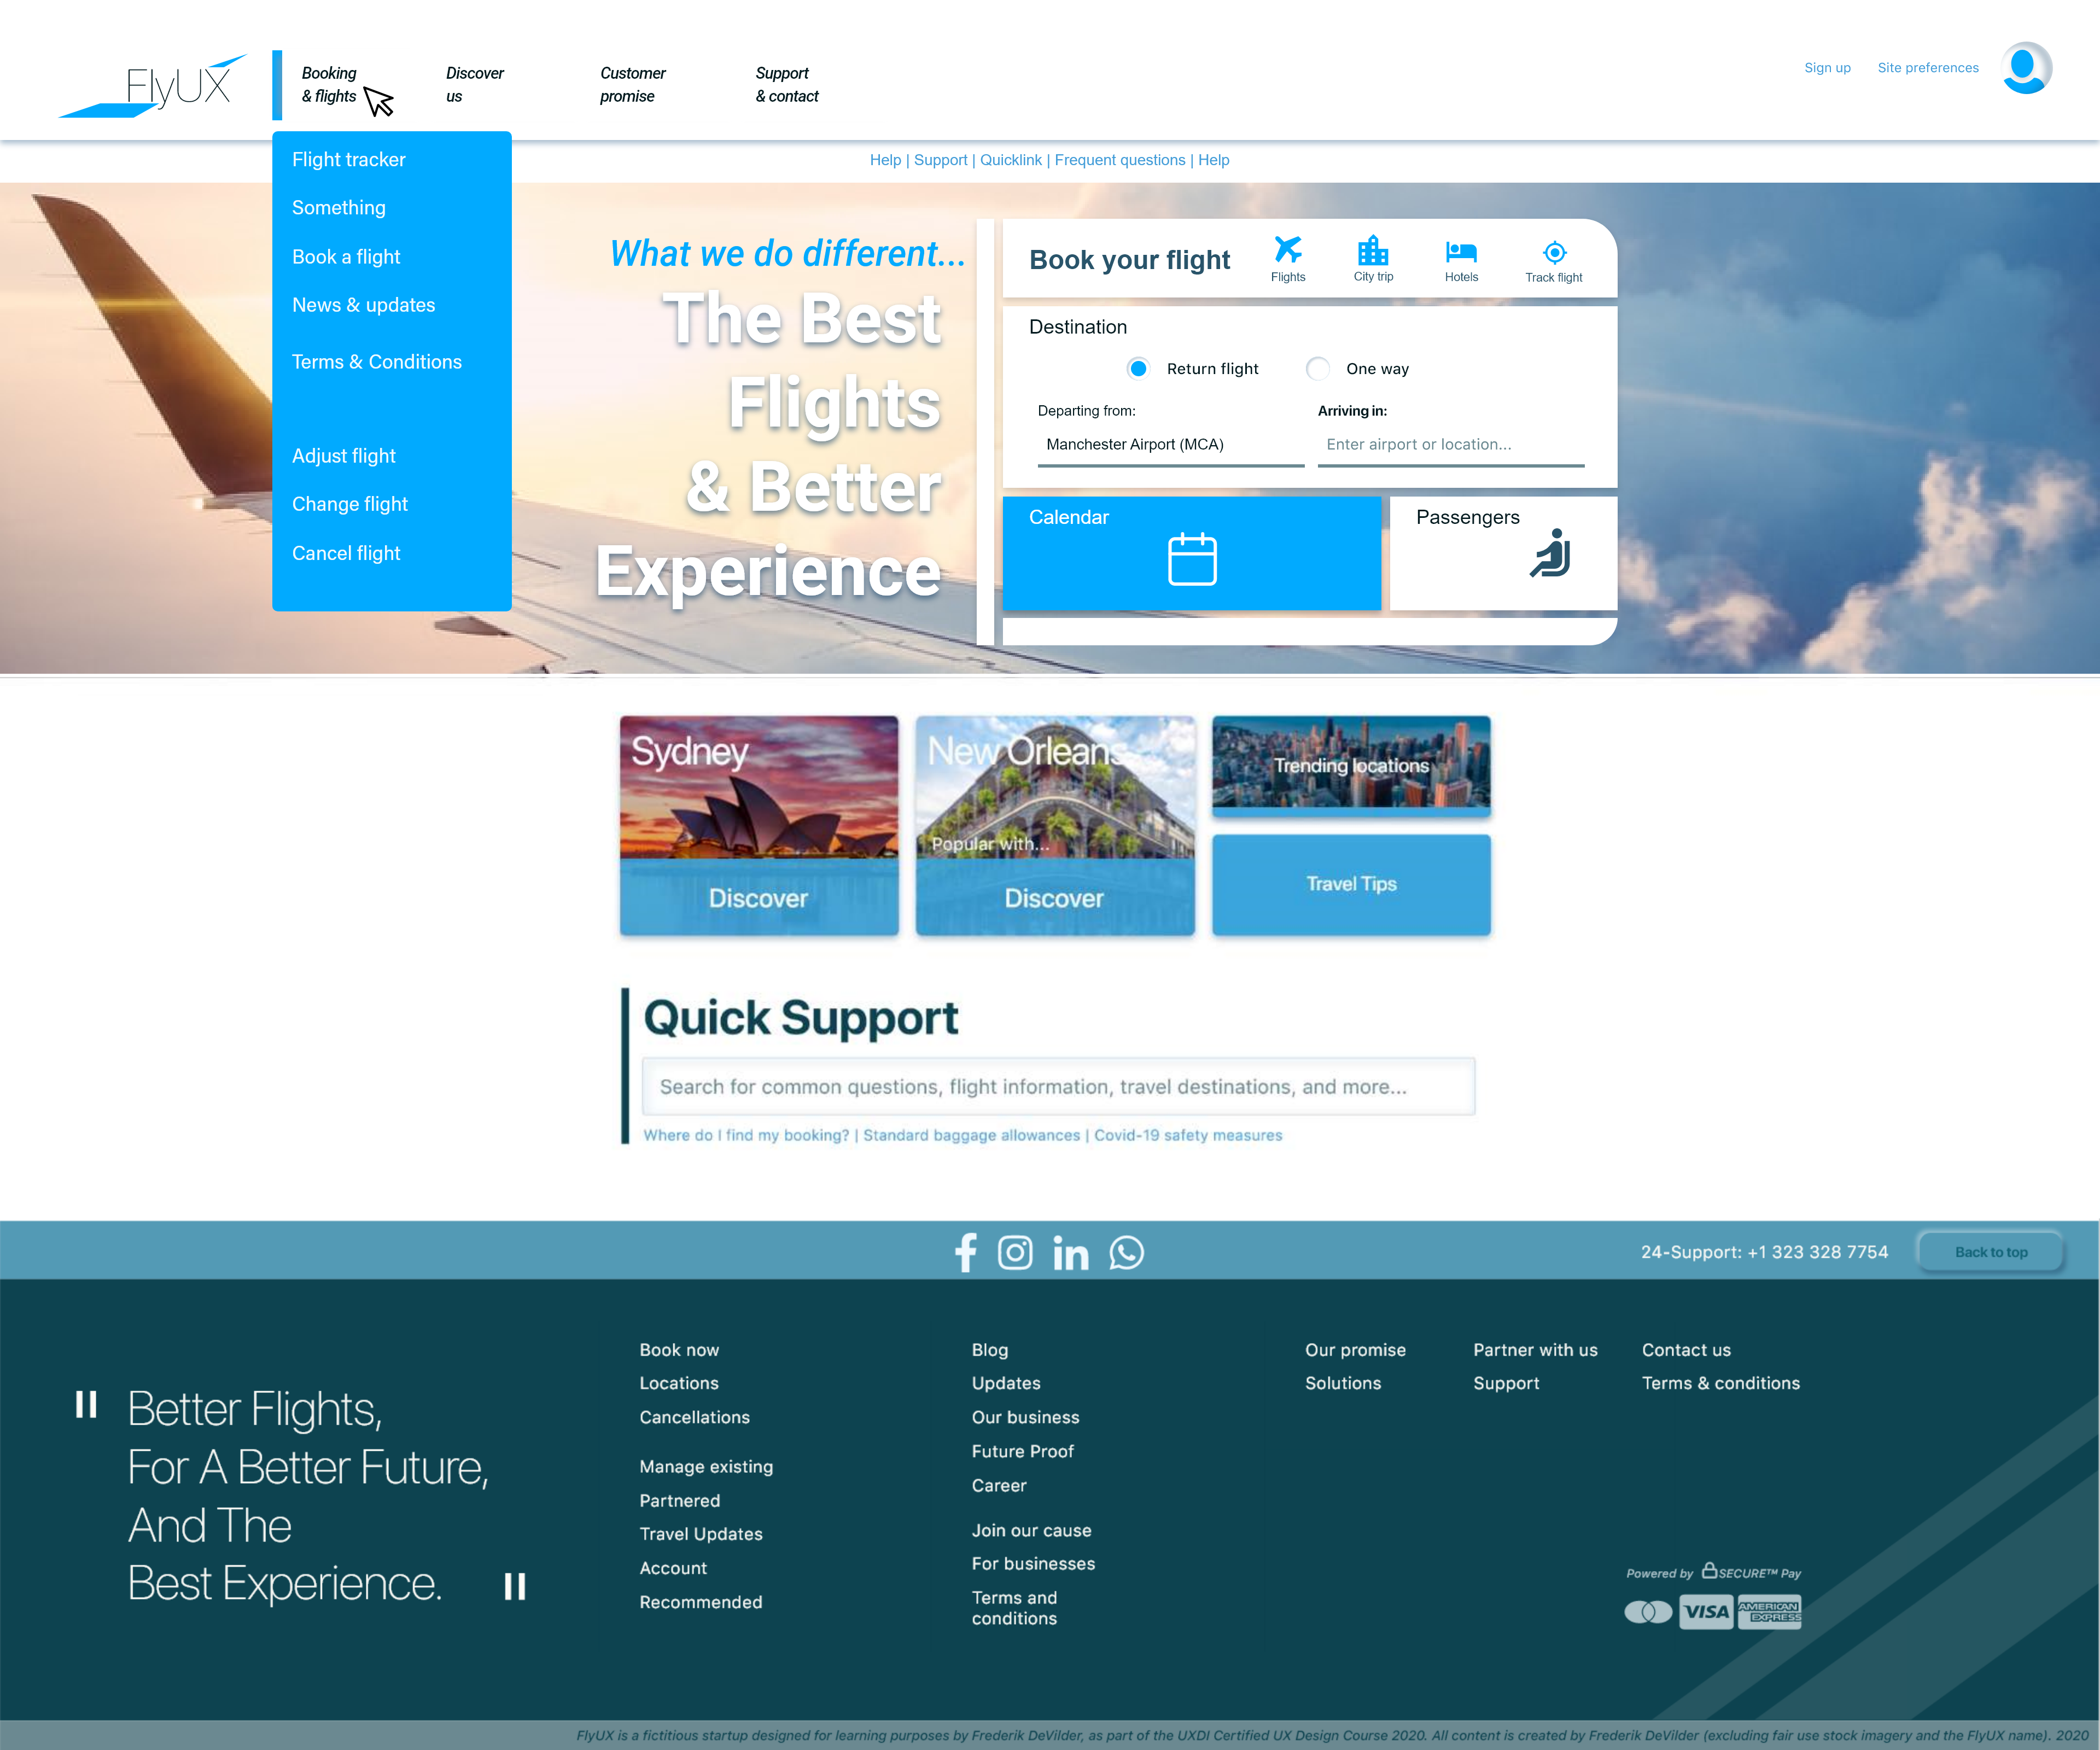 FlyUX
Booking
& flights
Discover
us
Customer
promise
Support
& contact
Sign up
Site preferences
Flight tracker
Something
Book a flight
News & updates
Terms & Conditions
Adjust flight
Change flight
Cancel flight
Help | Support | Quicklink | Frequent questions | Help
What we do different...
The Best
Flights
& Better
Experience
Book your flight
Flights
City trip
Hotels
Track flight
Destination
Return flight
One way
Departing from:
Arriving in:
Manchester Airport (MCA)
Enter airport or location...
Calendar
Passengers
Sydney
Discover
New Orleans
Popular with...
Discover
Trending locations
Travel Tips
Quick Support
Search for common questions, flight information, travel destinations, and more...
Where do I find my booking? | Standard baggage allowances | Covid-19 safety measures
24-Support: +1 323 328 7754
Back to top
" Better Flights,
For A Better Future,
And The
Best Experience. "
Book now
Locations
Cancellations
Manage existing
Partnered
Travel Updates
Account
Recommended
Blog
Updates
Our business
Future Proof
Career
Join our cause
For businesses
Terms and
conditions
Our promise
Solutions
Partner with us
Support
Contact us
Terms & conditions
Powered by SECURE™ Pay
VISA
AMERICAN
EXPRESS
FlyUX is a fictitious startup designed for learning purposes by Frederik DeVilder, as part of the UXDI Certified UX Design Course 2020. All content is created by Frederik DeVilder (excluding fair use stock imagery and the FlyUX name). 2020